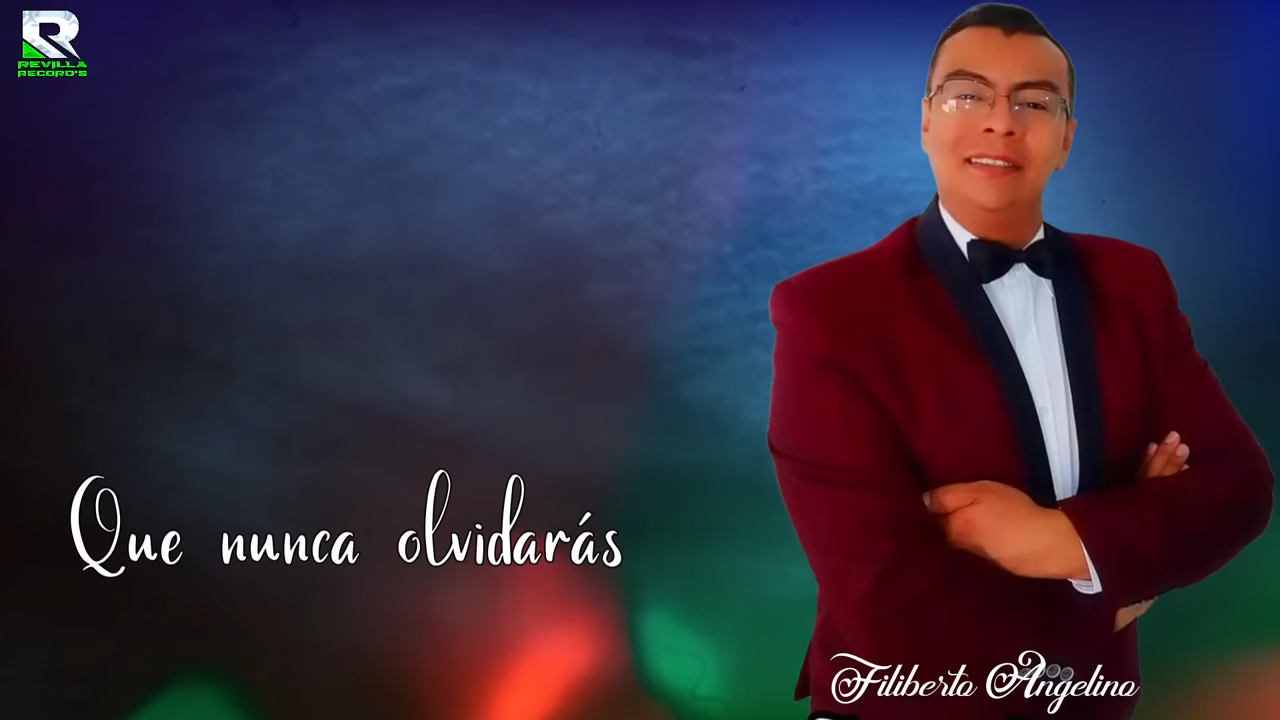 R
REVILLA
RECORD'S
Que nunca olvidarás
Filiberto Angelino